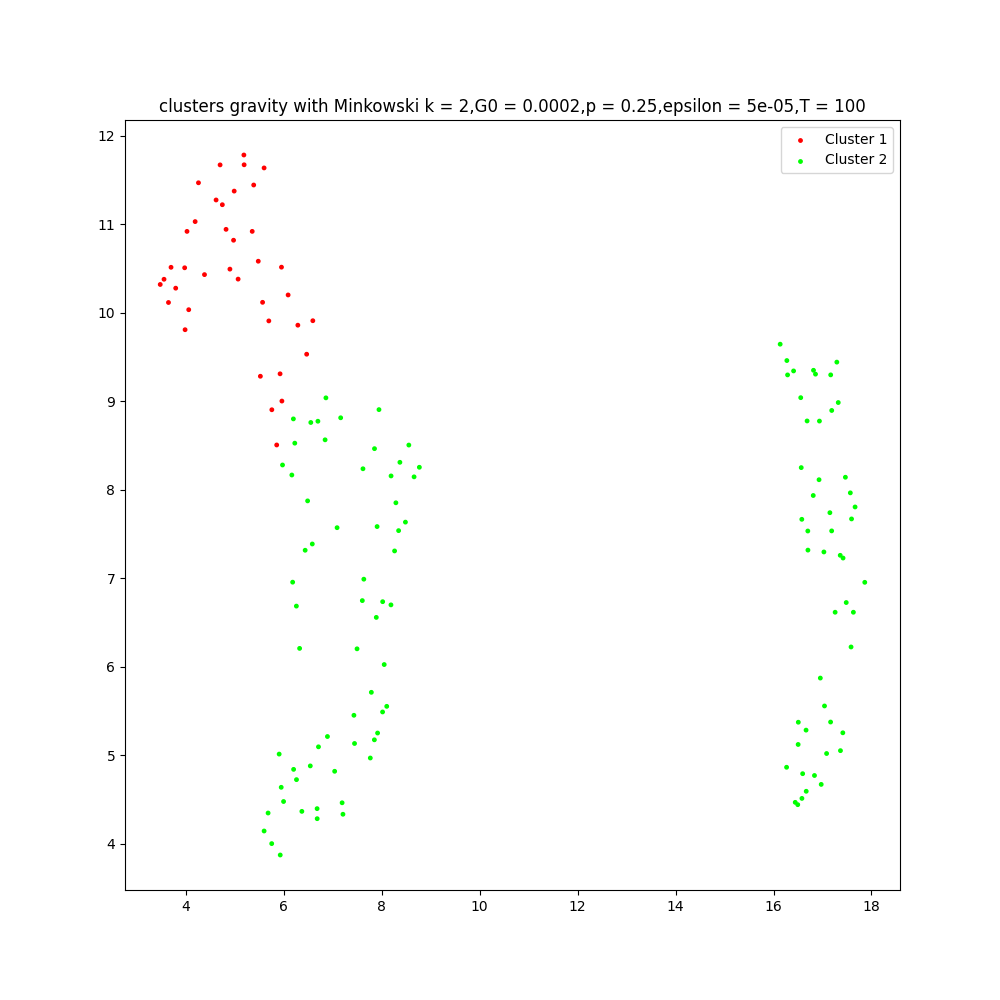 clusters gravity with Minkowski k = 2,G0 = 0.0002,p = 0.25,epsilon = 5e-05,T = 100
Cluster 1
Cluster 2
12
11
10
9
8
7
6
5
4
4 6 8 10 12 14 16 18